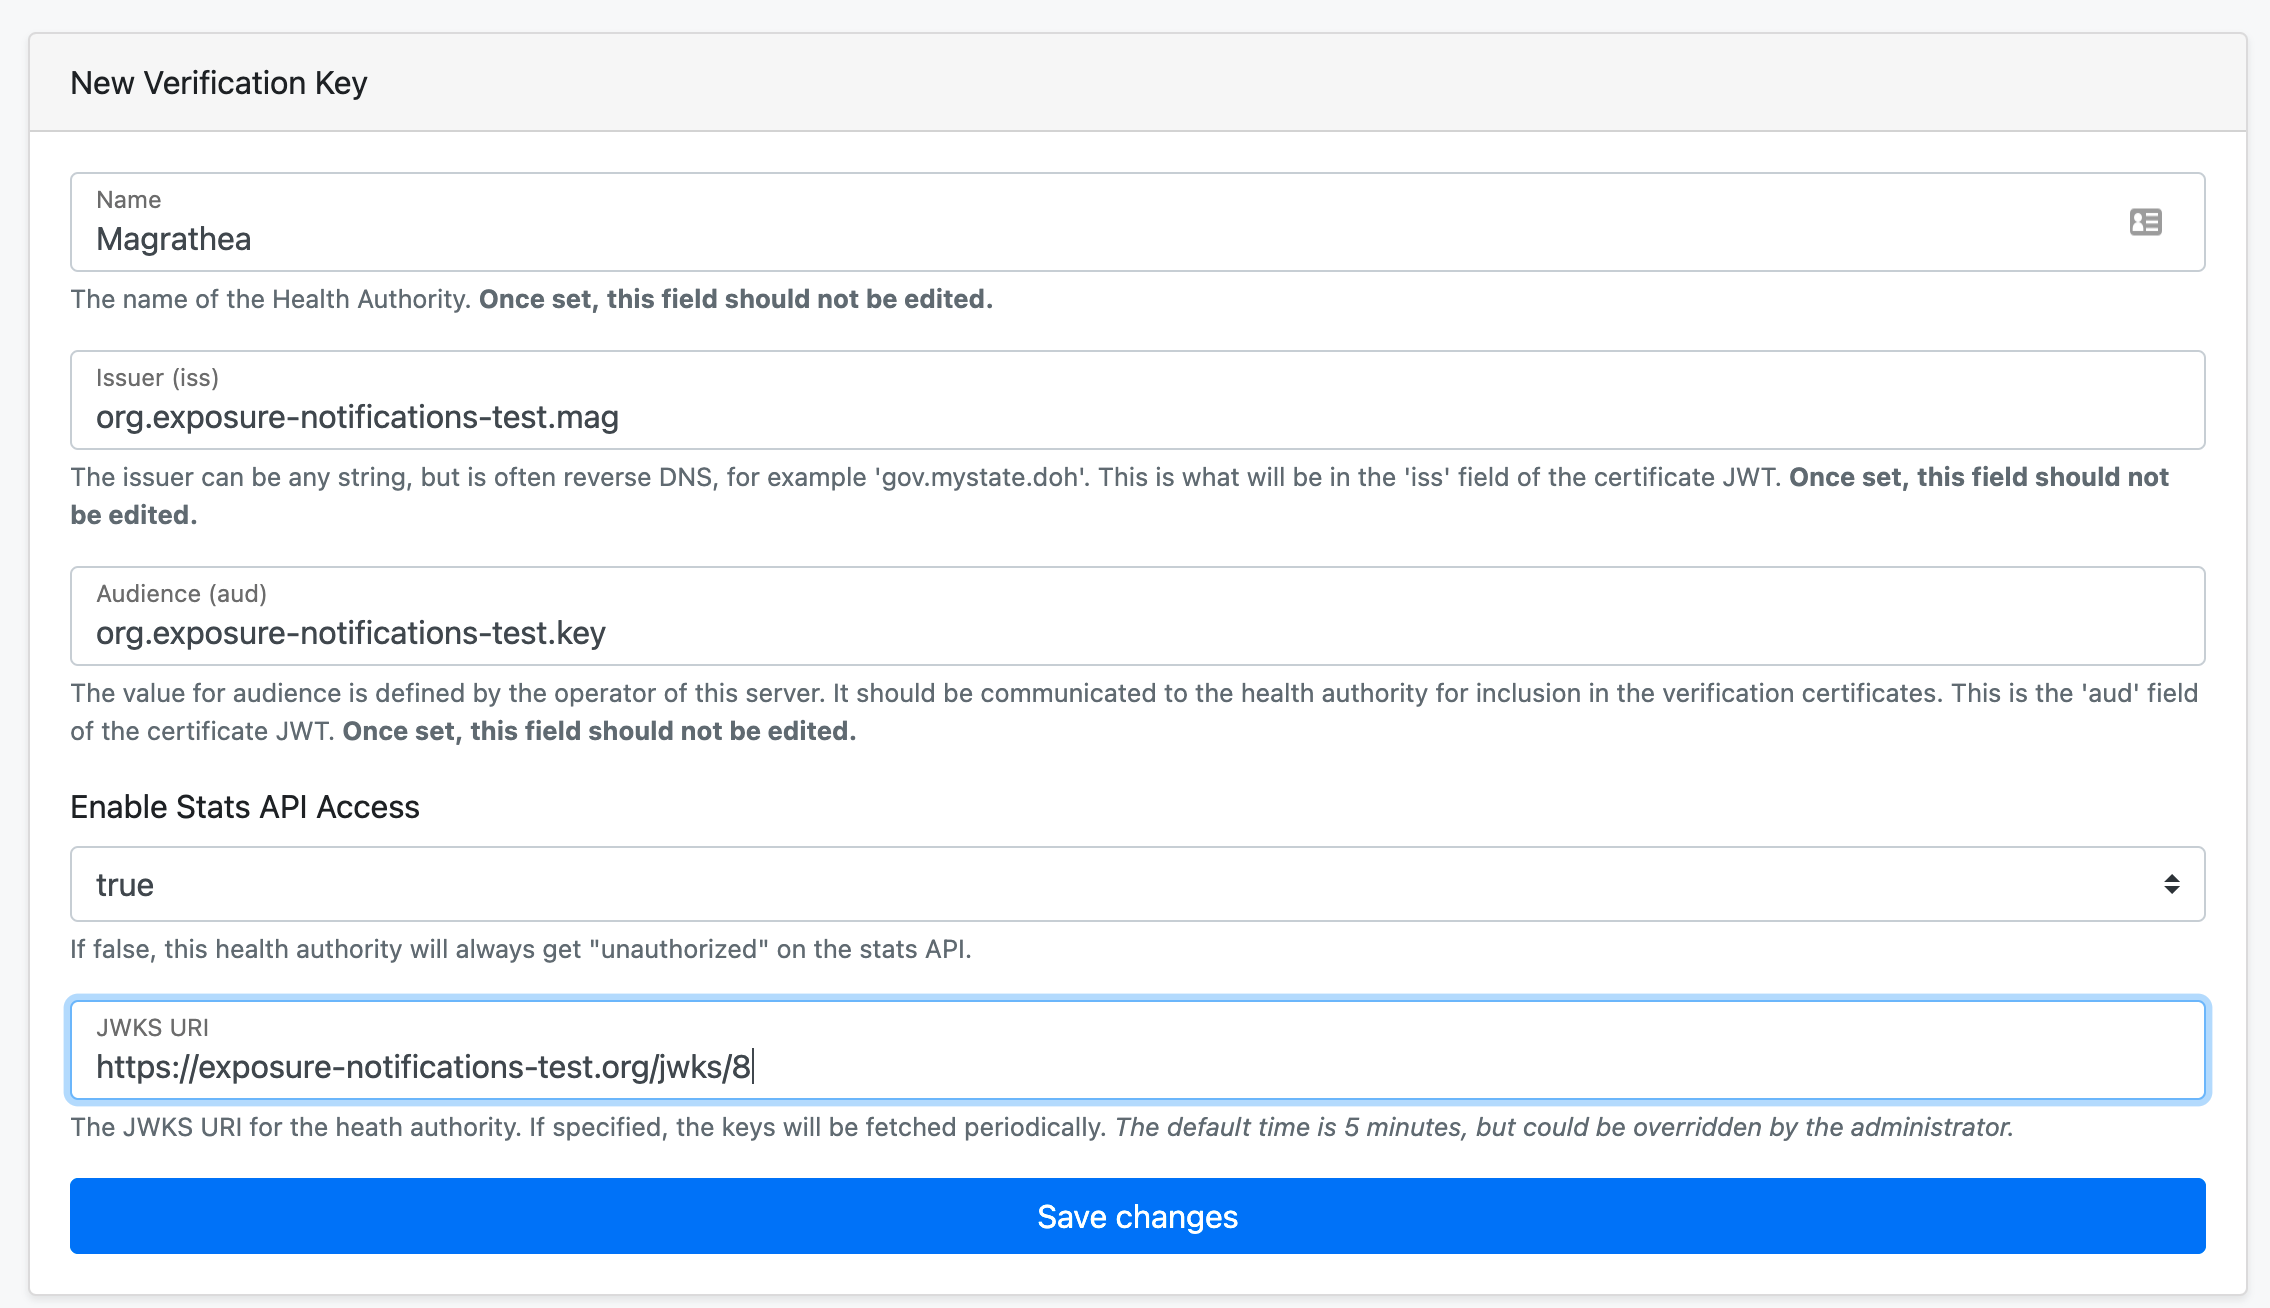 New Verification Key
Name
Magrathea
The name of the Health Authority. Once set, this field should not be edited.
Issuer (iss)
org.exposure-notifications-test.mag
The issuer can be any string, but is often reverse DNS, for example 'gov.mystate.doh'. This is what will be in the 'iss' field of the certificate JWT. Once set, this field should not
be edited.
Audience (aud)
org.exposure-notifications-test.key
The value for audience is defined by the operator of this server. It should be communicated to the health authority for inclusion in the verification certificates. This is the 'aud' field
of the certificate JWT. Once set, this field should not be edited.
Enable Stats API Access
true
If false, this health authority will always get "unauthorized" on the stats API.
JWKS URI
https://exposure-notifications-test.org/jwks/8
The JWKS URI for the heath authority. If specified, the keys will be fetched periodically. The default time is 5 minutes, but could be overridden by the administrator.
Save changes